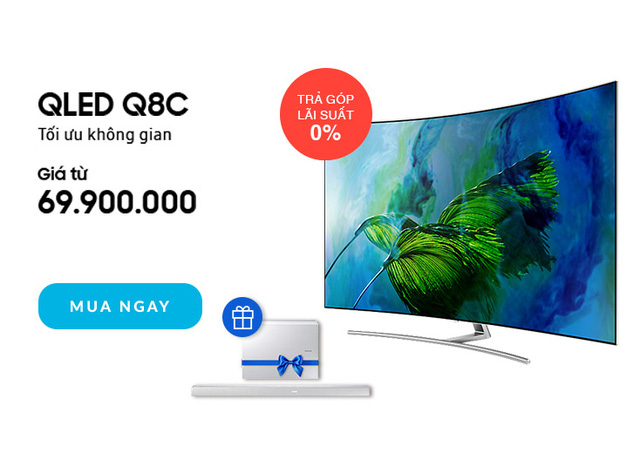 QLED Q8C
Tối ưu không gian
Giá từ
69.900.000
MUA NGAY
TRẢ GÓP
LÃI SUẤT
0%